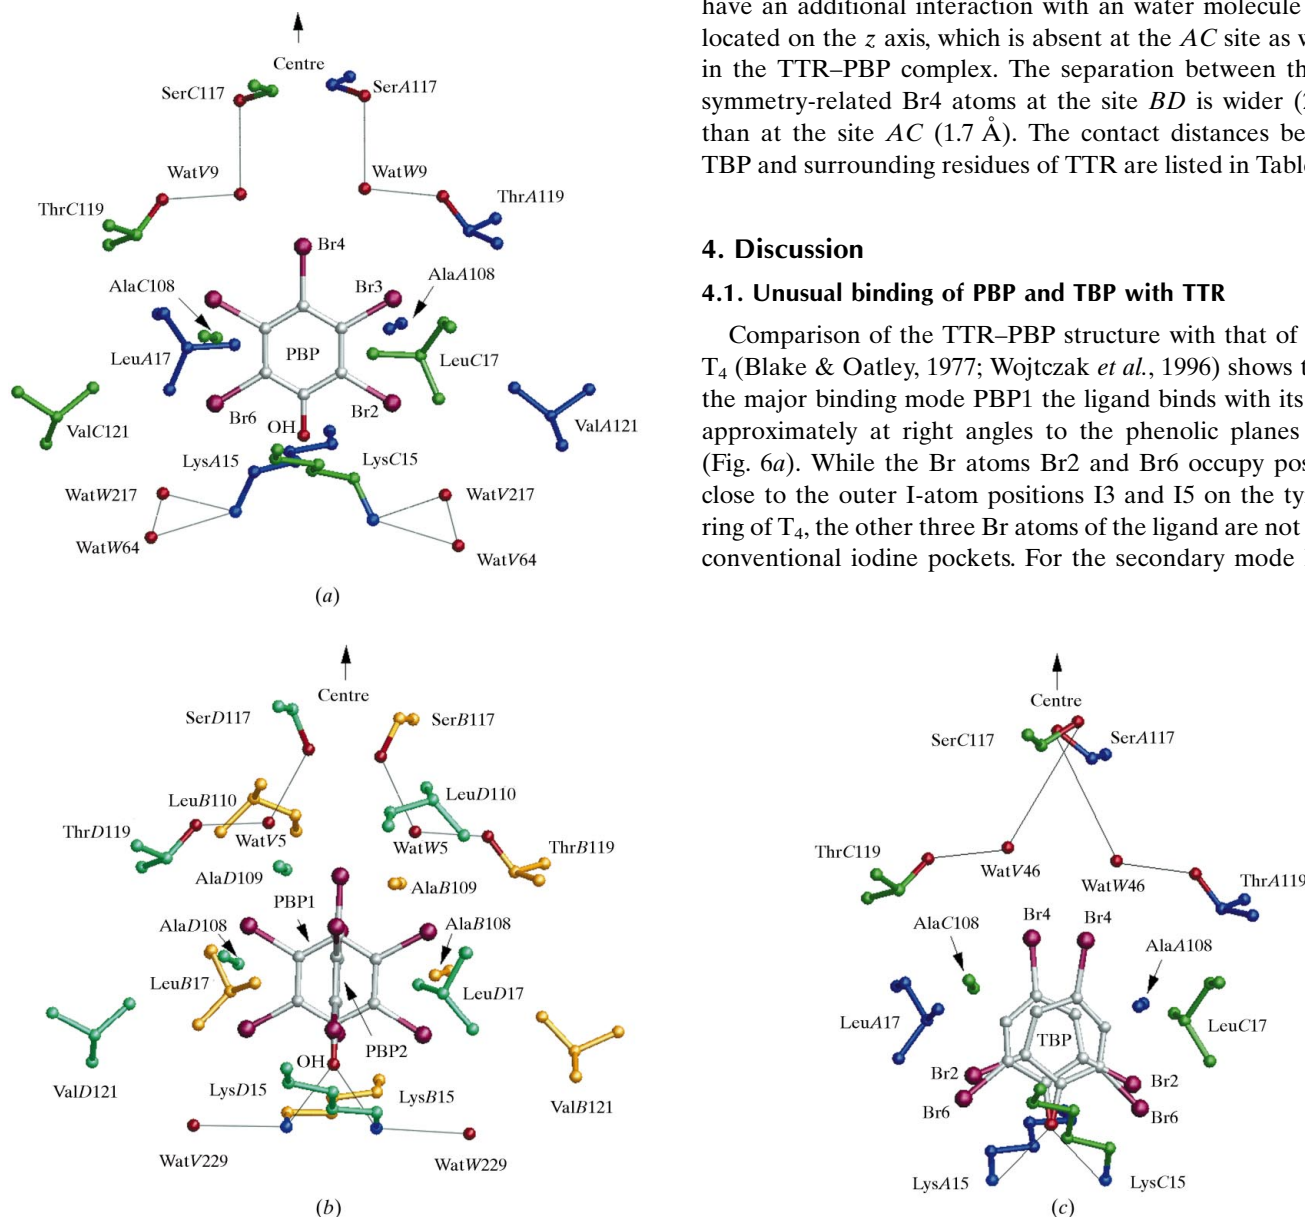 have an additional interaction with an water molecule
located on the z axis, which is absent at the AC site as
in the TTR–PBP complex. The separation between
symmetry-related Br4 atoms at the site BD is wider
than at the site AC (1.7 Å). The contact distances
TBP and surrounding residues of TTR are listed in
4. Discussion
4.1. Unusual binding of PBP and TBP with TTR
Comparison of the TTR–PBP structure with that of
T4 (Blake & Oatley, 1977; Wojtczak et al., 1996) shows
the major binding mode PBP1 the ligand binds with its
approximately at right angles to the phenolic planes
(Fig. 6a). While the Br atoms Br2 and Br6 occupy
close to the outer I-atom positions I3 and I5 on the
ring of T4, the other three Br atoms of the ligand are not
conventional iodine pockets. For the secondary mode
Centre
SerC117
SerA117
WatV9
WatW9
ThrC119
ThrA119
Br4
AlaC108
AlaA108
Br3
LeuA17
PBP
LeuC17
Br6
Br2
ValC121
OH
ValA121
LysA15
LysC15
WatW217
WatV217
WatW64
WatV64
(a)
Centre
SerD117
SerB117
LeuB110
LeuD110
ThrD119
WatV5
WatW5
ThrB119
AlaD109
AlaB109
PBP1
AlaD108
AlaB108
LeuB17
LeuD17
PBP2
OH
ValD121
LysD15
LysB15
ValB121
WatV229
WatW229
(b)
Centre
SerC117
SerA117
ThrC119
WatV46
WatW46
ThrA119
AlaC108
Br4
Br4
AlaA108
LeuA17
TBP
LeuC17
Br2
Br2
Br6
Br6
LysA15
LysC15
(c)